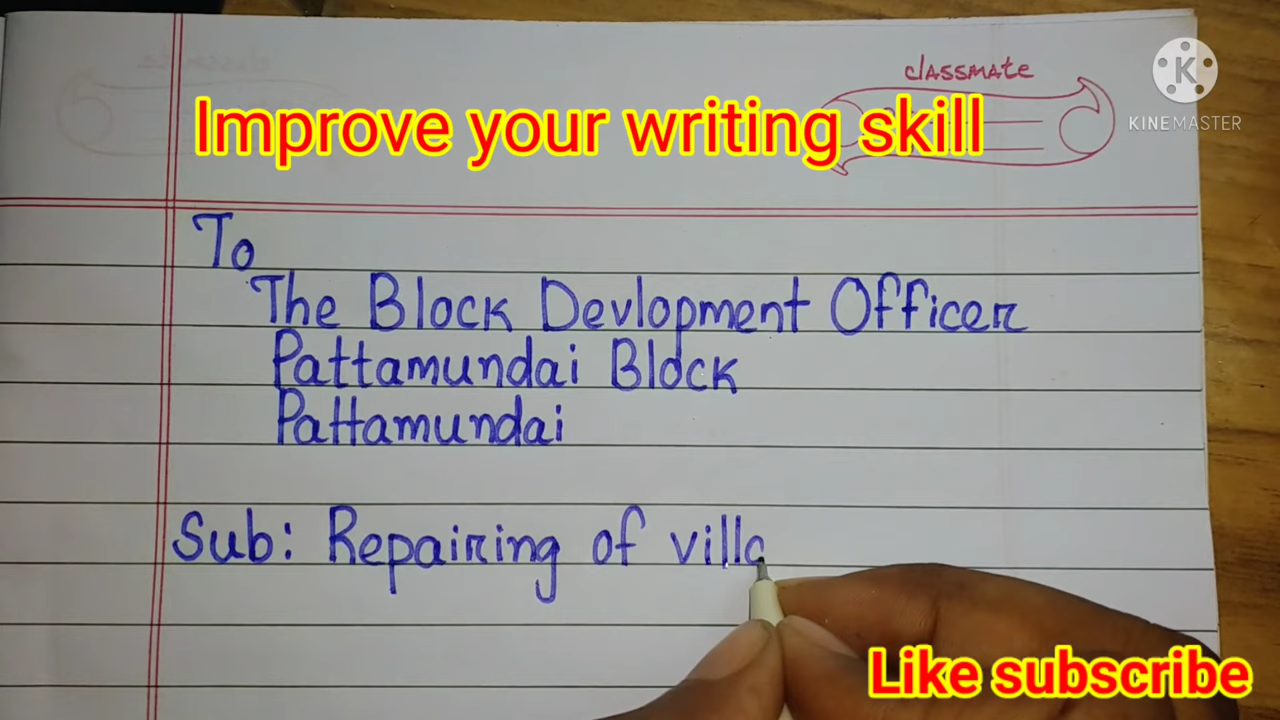 classmate
KINEMASTER
Improve your writing skill
To
The Block Devlopment Officer
Pattamundai Block
Pattamundai
Sub: Repairing of villa
Like subscribe